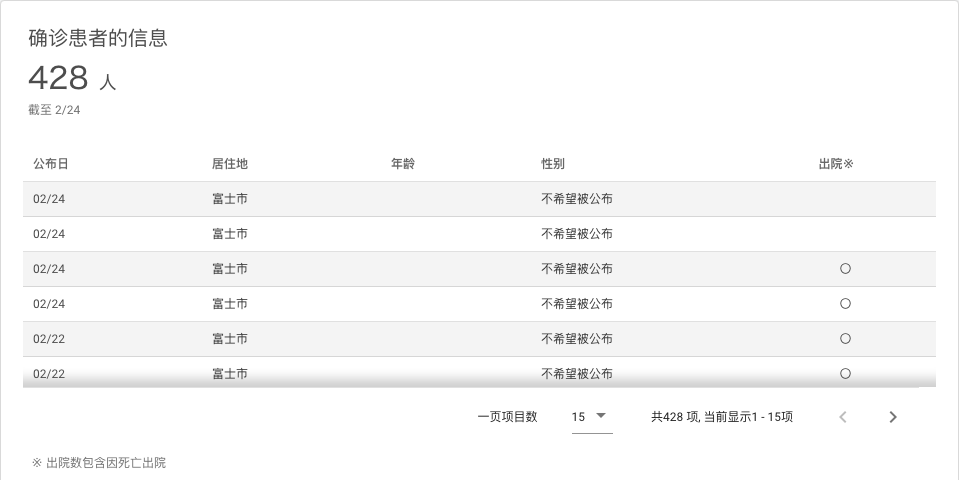 确诊患者的信息
428 人
截至 2/24
公布日 居住地 年龄 性别 出院※
02/24 富士市 不希望被公布
02/24 富士市 不希望被公布
02/24 富士市 不希望被公布 〇
02/24 富士市 不希望被公布 〇
02/22 富士市 不希望被公布 〇
02/22 富士市 不希望被公布 〇
一页项目数 15 共428 项, 当前显示1 - 15项
※ 出院数包含因死亡出院